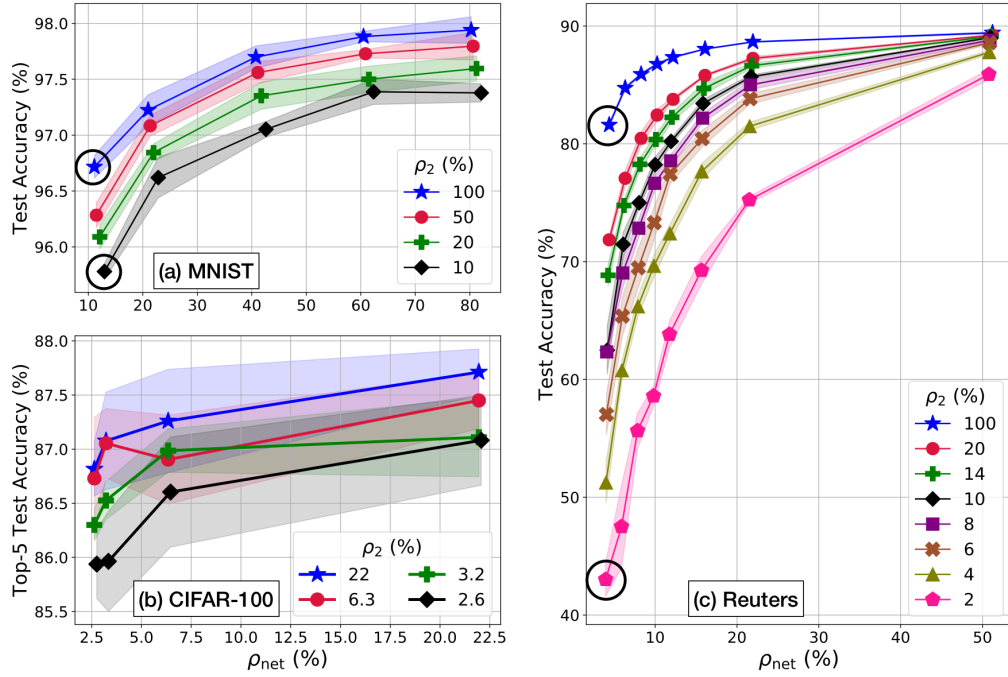 98.0
97.5
97.0
96.5
96.0
Test Accuracy (%)
ρ2 (%)
100
50
20
10
(a) MNIST
10 20 30 40 50 60 70 80
88.0
87.5
87.0
86.5
86.0
85.5
Top-5 Test Accuracy (%)
ρ2 (%)
22 3.2
6.3 2.6
(b) CIFAR-100
2.5 5.0 7.5 10.0 12.5 15.0 17.5 20.0 22.5
ρnet (%)
90
80
70
60
50
40
Test Accuracy (%)
ρ2 (%)
100
20
14
10
8
6
4
2
(c) Reuters
10 20 30 40 50
ρnet (%)